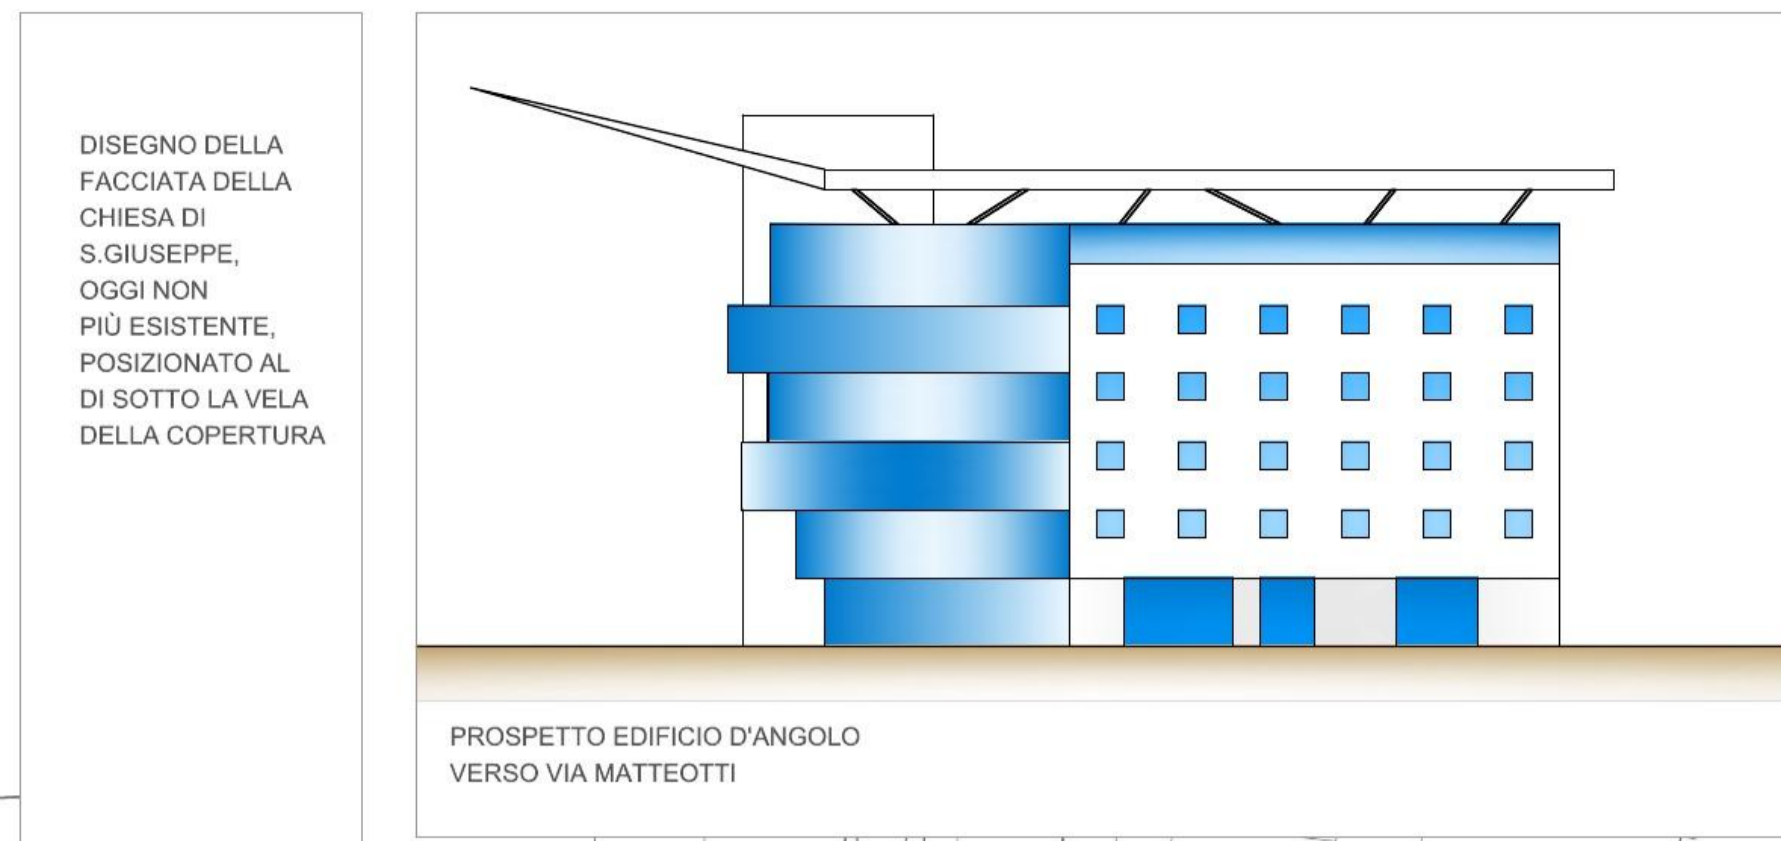 DISEGNO DELLA
FACCIATA DELLA
CHIESA DI
S.GIUSEPPE,
OGGI NON
PIÙ ESISTENTE,
POSIZIONATO AL
DI SOTTO LA VELA
DELLA COPERTURA
PROSPETTO EDIFICIO D'ANGOLO
VERSO VIA MATTEOTTI